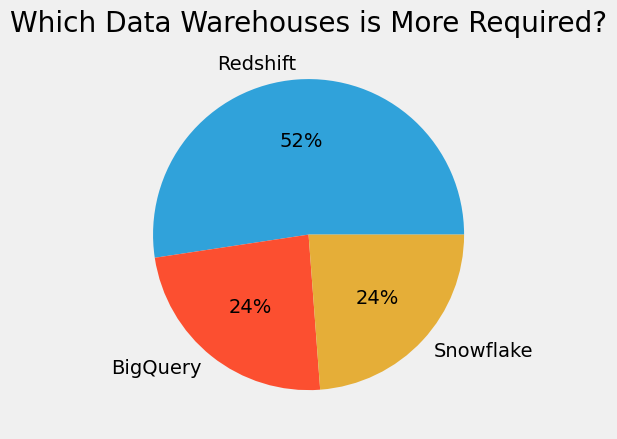 Which Data Warehouses is More Required?
Redshift
52%
24%
24%
Snowflake
BigQuery